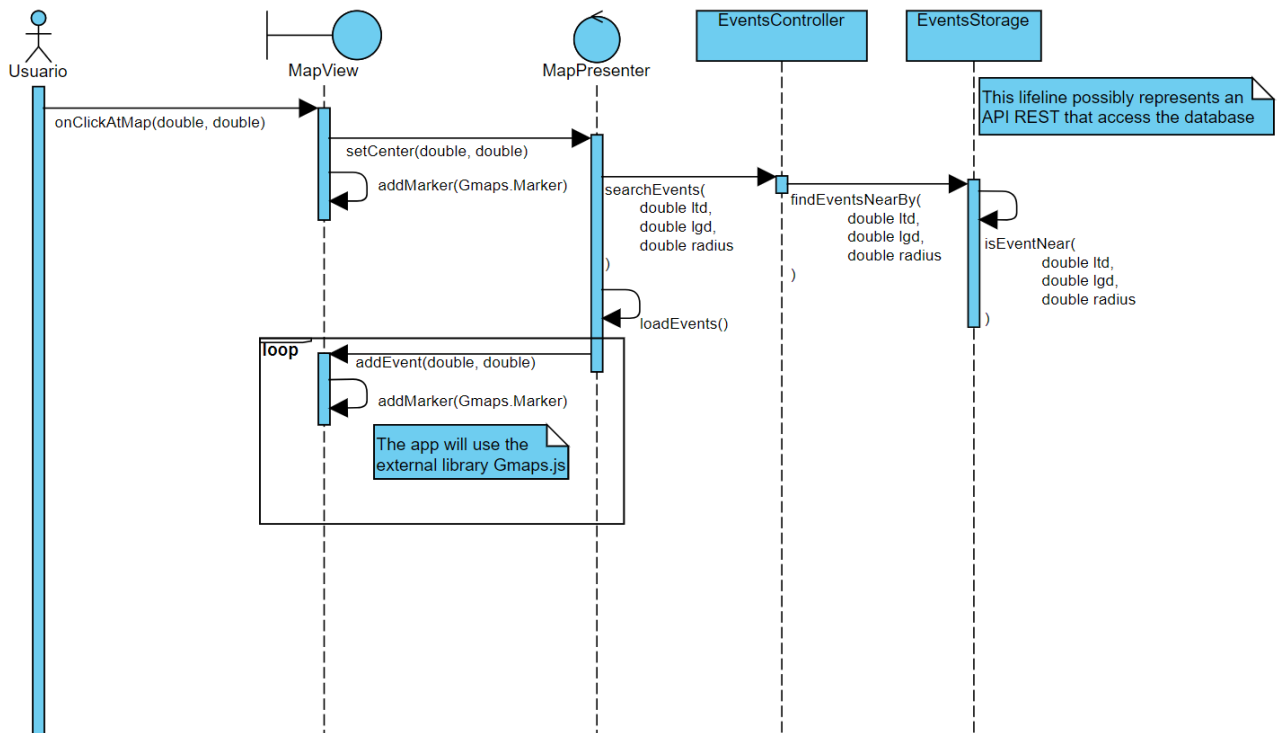 Usuario
MapView
MapPresenter
EventsController
EventsStorage
This lifeline possibly represents an
API REST that access the database
onClickAtMap(double, double)
setCenter(double, double)
addMarker(Gmaps.Marker)
searchEvents(
double ltd,
double lgd,
double radius
)
findEventsNearBy(
double ltd,
double lgd,
double radius
)
isEventNear(
double ltd,
double lgd,
double radius
)
loadEvents()
loop
addEvent(double, double)
addMarker(Gmaps.Marker)
The app will use the
external library Gmaps.js